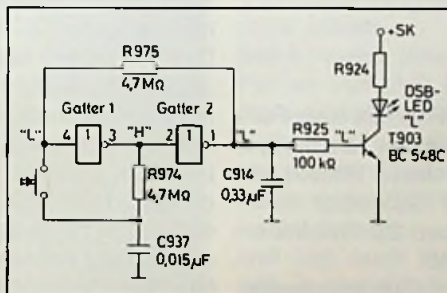 R975
4,7MΩ
Gatter 1
Gatter 2
"L"
4
1
3
"H"
2
1
1
"L"
R974
4,7MΩ
C937
0,015µF
C914
0,33µF
R925
100 kΩ
"L"
+SK
R924
DSB-
LED
"L"
T903
BC 548C